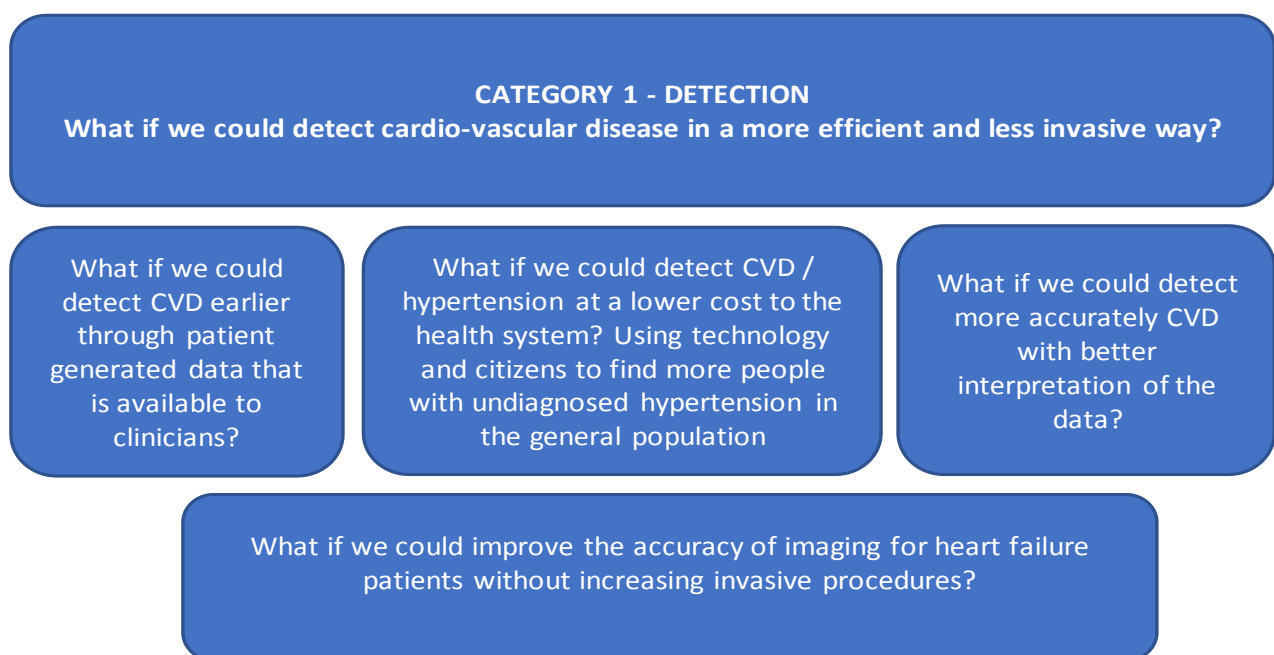 CATEGORY 1 - DETECTION
What if we could detect cardio-vascular disease in a more efficient and less invasive way?
What if we could
detect CVD earlier
through patient
generated data that
is available to
clinicians?
What if we could detect CVD /
hypertension at a lower cost to the
health system? Using technology
and citizens to find more people
with undiagnosed hypertension in
the general population
What if we could detect
more accurately CVD
with better
interpretation of the
data?
What if we could improve the accuracy of imaging for heart failure
patients without increasing invasive procedures?